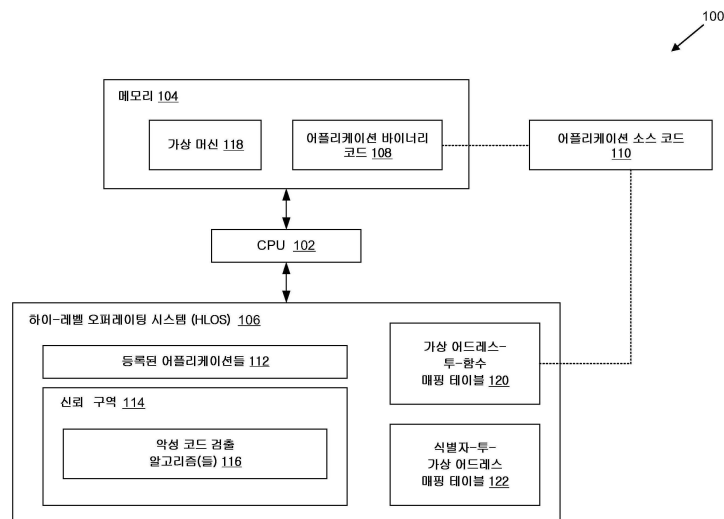 100
메모리 104
가상 머신 118
어플리케이션 바이너리
코드 108
어플리케이션 소스 코드
110
CPU 102
하이-레벨 오퍼레이팅 시스템 (HLOS) 106
등록된 어플리케이션들 112
신뢰 구역 114
악성 코드 검출
알고리즘(들) 116
가상 어드레스-
투-함수
매핑 테이블 120
식별자-투-
가상 어드레스
매핑 테이블 122